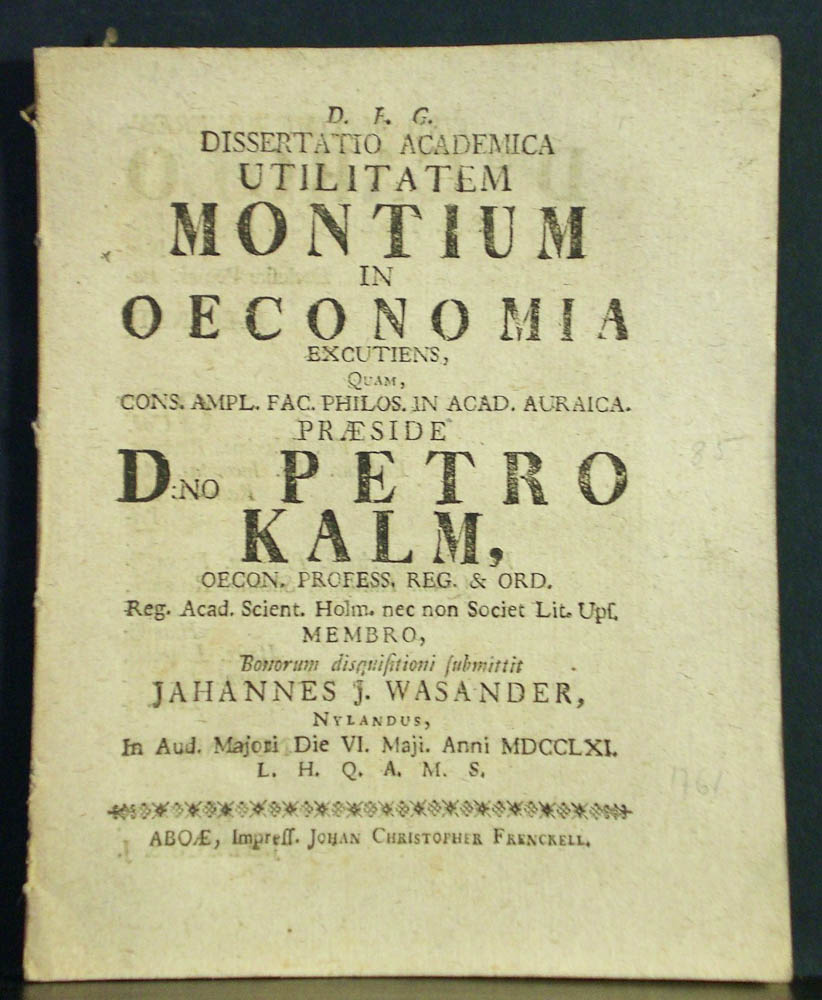 D. F. G.
DISSERTATIO ACADEMICA
UTILITATEM
MONTIUM
IN
OECONOMIA
EXCUTIENS,
QUAM,
CONS. AMPL. FAC. PHILOS. IN ACAD. AURAICA.
PRÆSIDE
D:NO PETRO
KALM,
OECON. PROFESS. REG. & ORD.
Reg. Acad. Scient. Holm. nec non Societ Lit. Upſ.
MEMBRO,
Bonorum disquiſitioni ſubmittit
JAHANNES J. WASANDER,
NYLANDUS,
In Aud. Majori Die VI. Maji. Anni MDCCLXI.
L. H. Q. A. M. S.
ABOÆ, Impreſſ. JOHAN CHRISTOPHER FRENCKELL.
85
1761